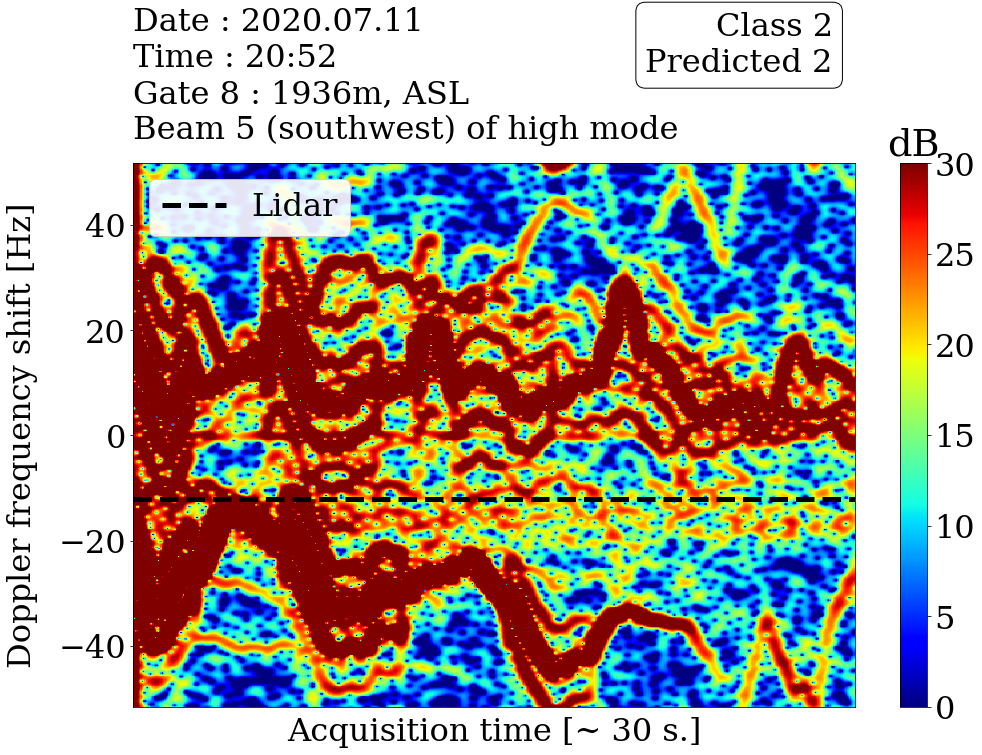 Date : 2020.07.11
Time : 20:52
Gate 8 : 1936m, ASL
Beam 5 (southwest) of high mode
Class 2
Predicted 2
dB
Lidar
Doppler frequency shift [Hz]
40
20
0
−20
−40
Acquisition time [~ 30 s.]
30
25
20
15
10
5
0